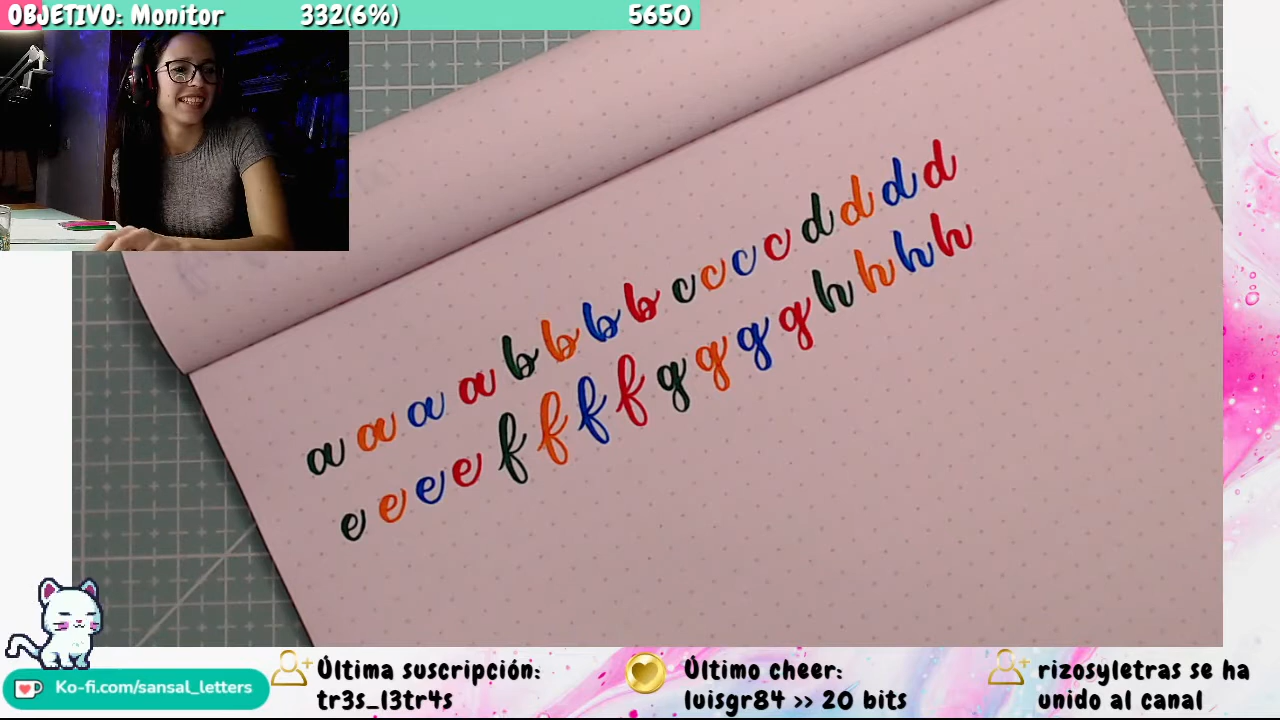 OBJETIVO: Monitor 332(6%) 5650
a a a a b b b b c c c c d d d d
e e e e f f f f g g g g h h h h
Ko-fi.com/sansal_letters
Última suscripción:
tr3s_l3tr4s
Último cheer:
luisgr84 >> 20 bits
rizosyletras se ha
unido al canal